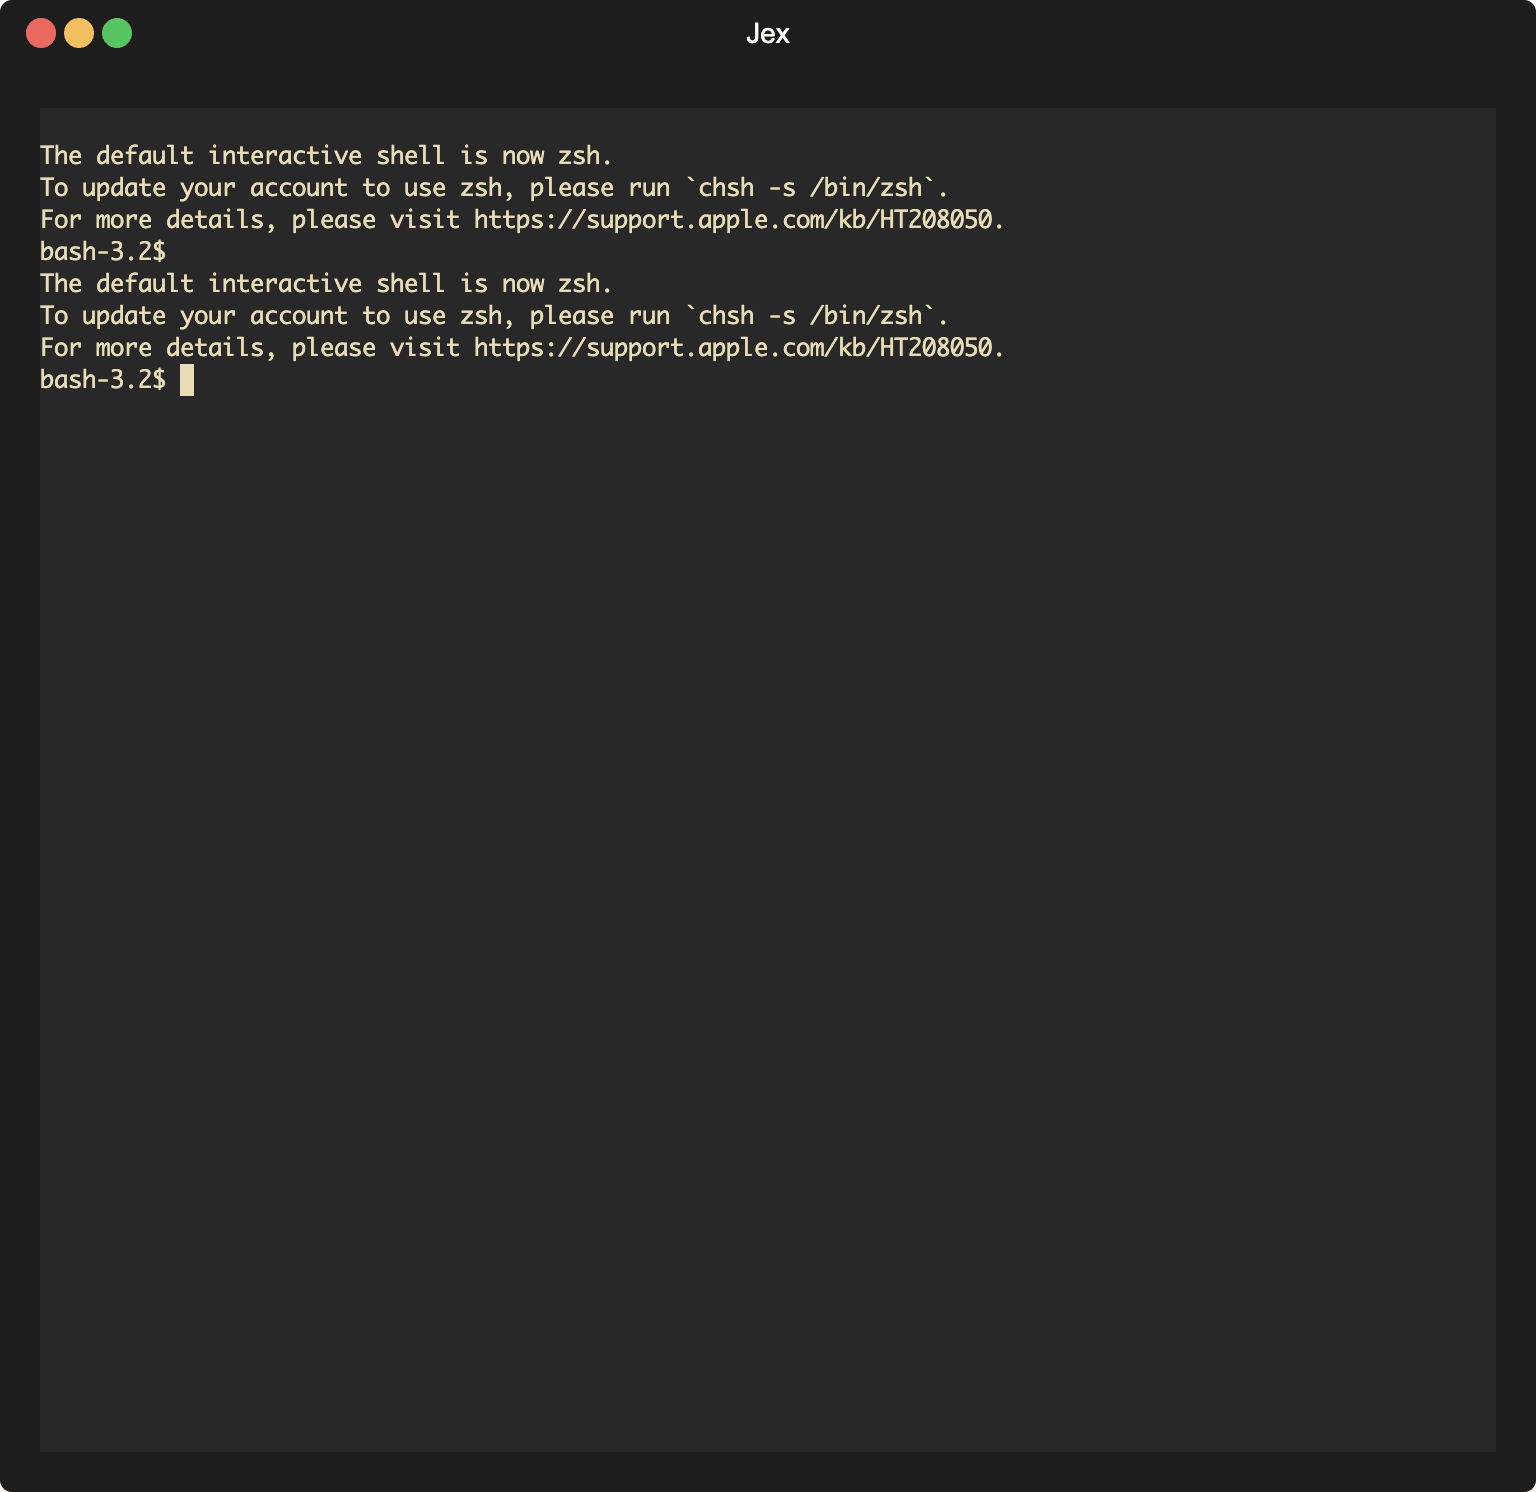 Jex
The default interactive shell is now zsh.
To update your account to use zsh, please run `chsh -s /bin/zsh`.
For more details, please visit https://support.apple.com/kb/HT208050.
bash-3.2$
The default interactive shell is now zsh.
To update your account to use zsh, please run `chsh -s /bin/zsh`.
For more details, please visit https://support.apple.com/kb/HT208050.
bash-3.2$